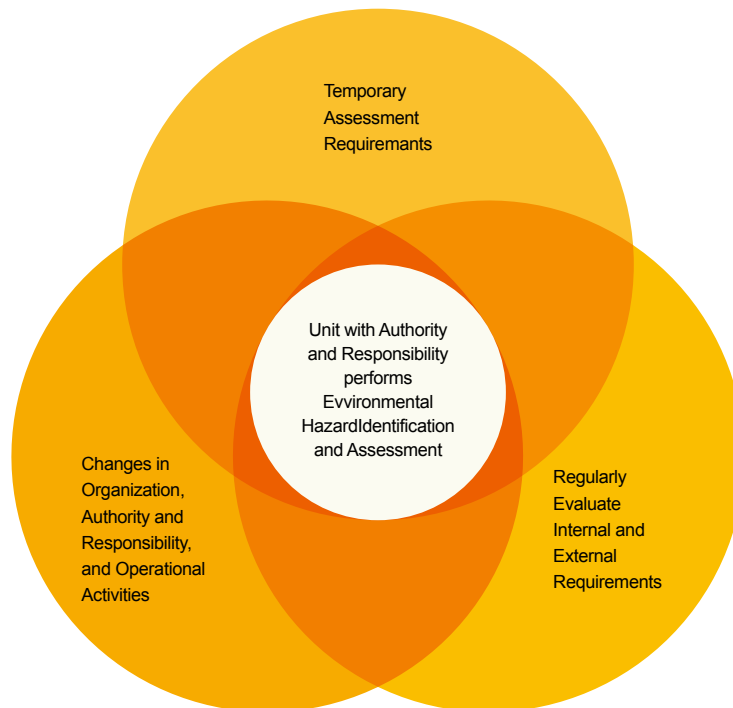 Temporary
Assessment
Requiremants
Unit with Authority
and Responsibility
performs
Evvironmental
HazardIdentification
and Assessment
Changes in
Organization,
Authority and
Responsibility,
and Operational
Activities
Regularly
Evaluate
Internal and
External
Requirements